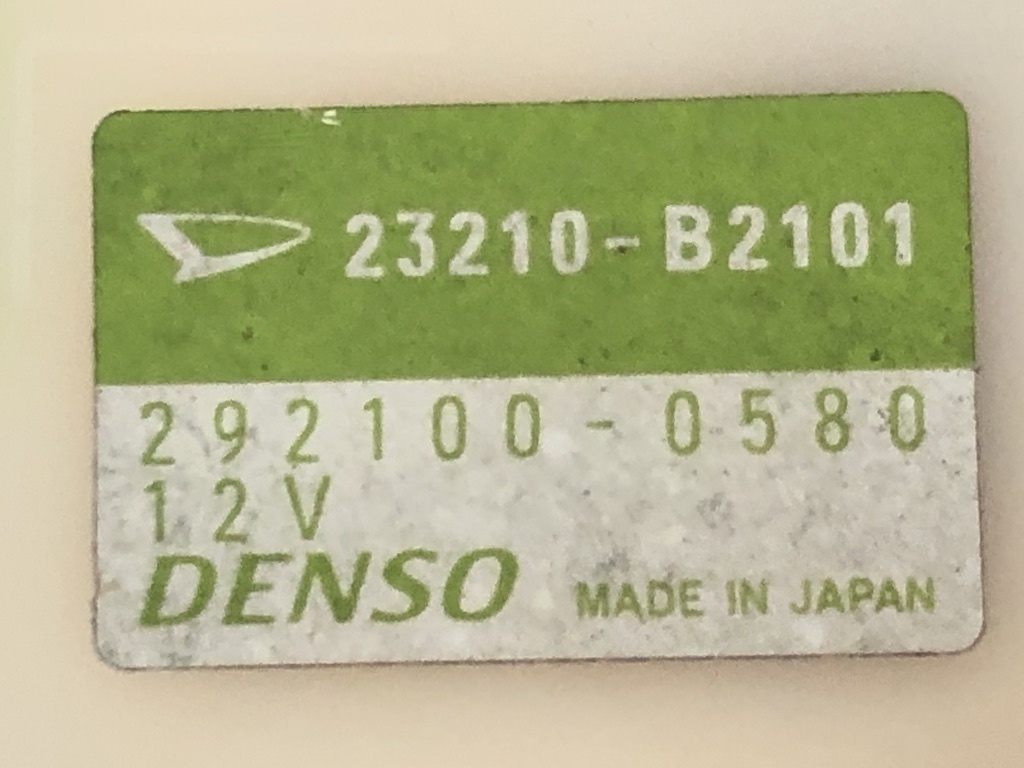 23210-B2101
292100-0580
12V
DENSO MADE IN JAPAN